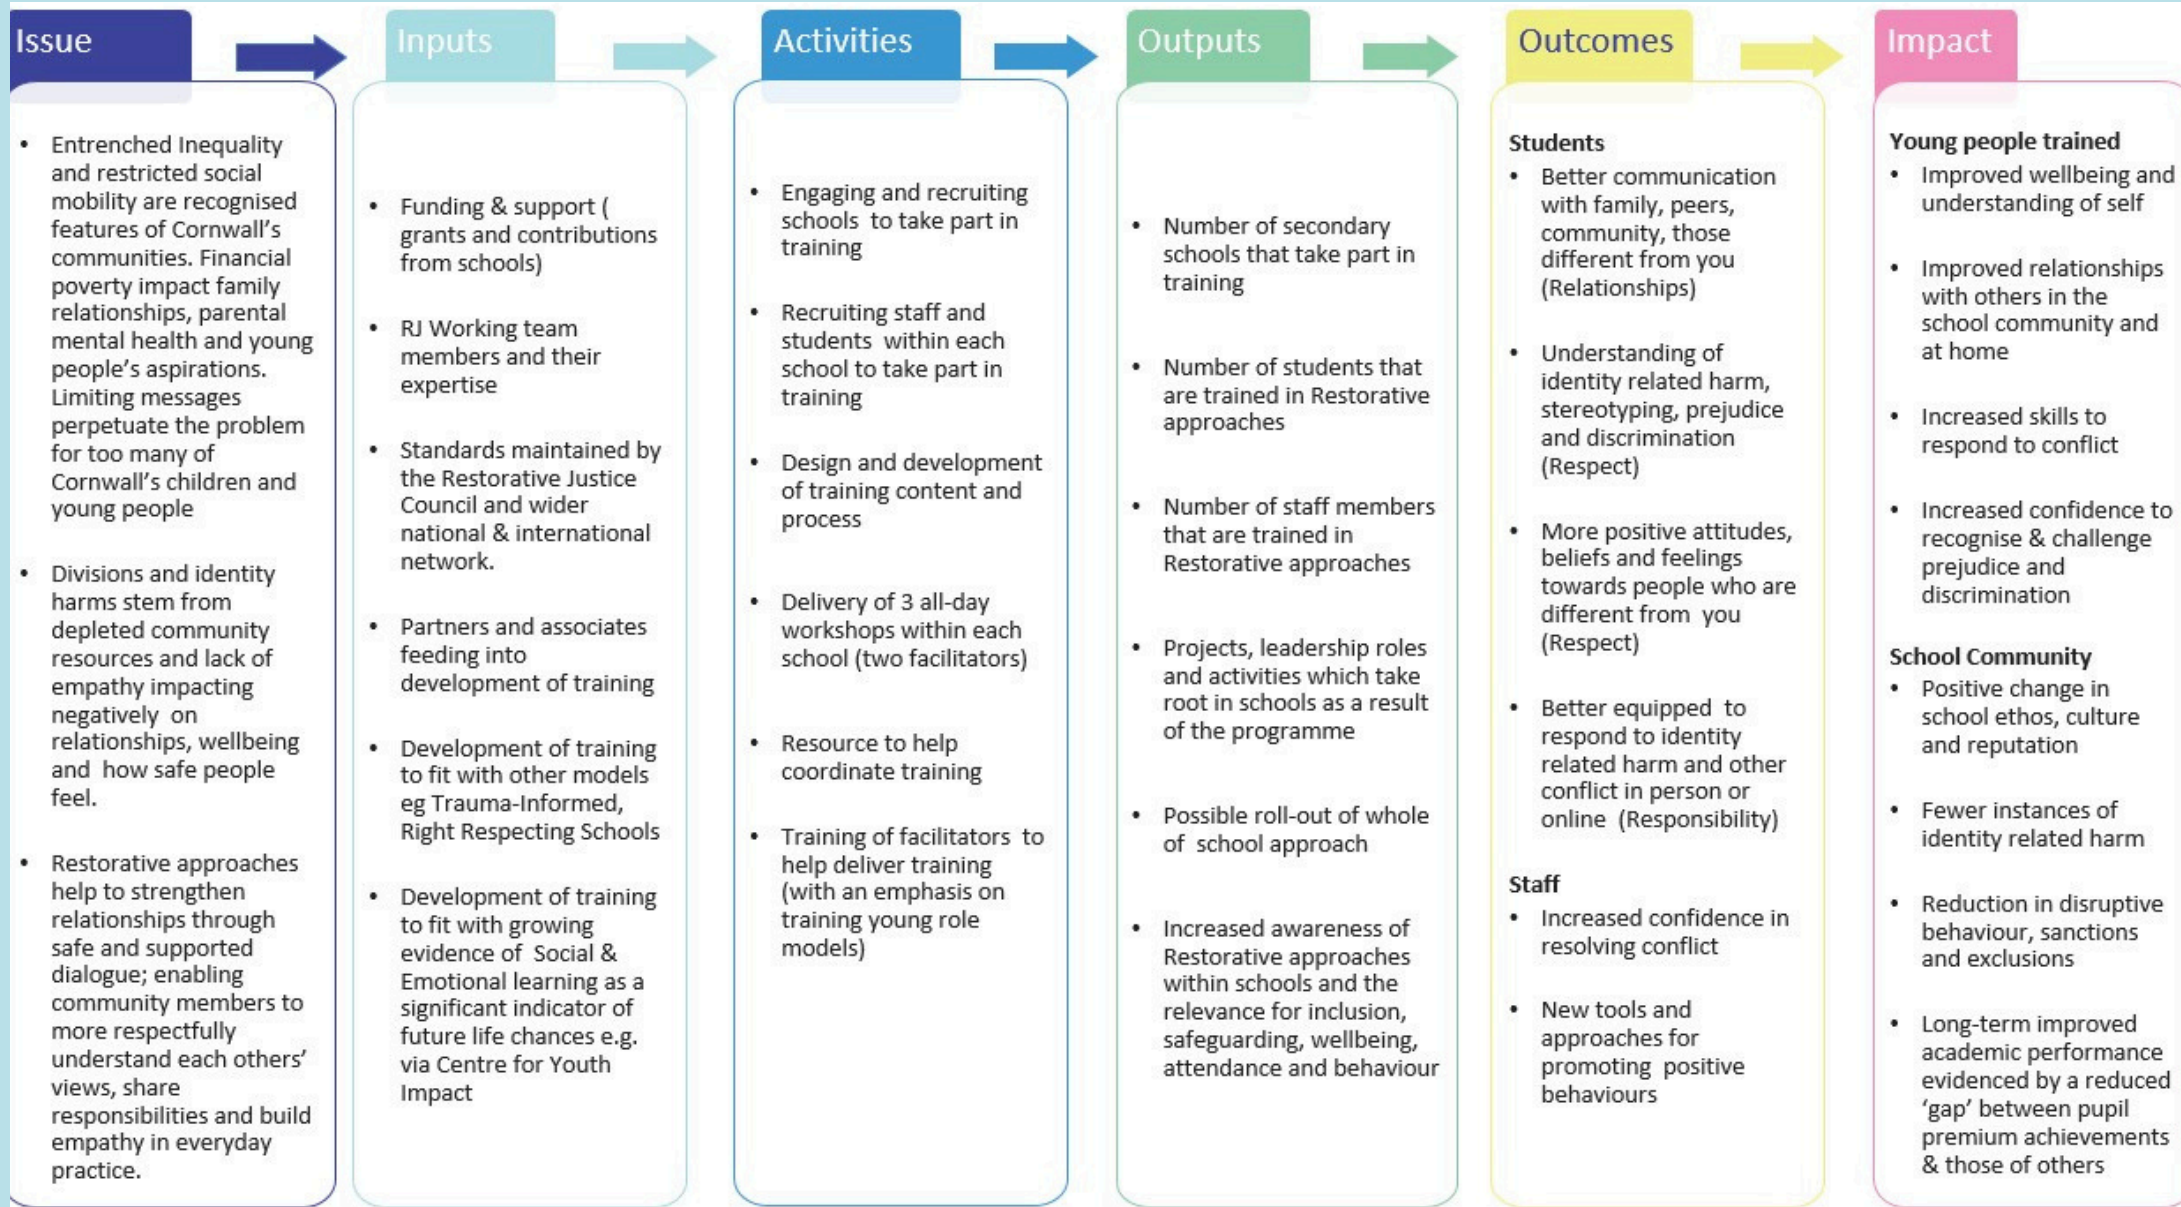 Issue
Entrenched Inequality
and restricted social
mobility are recognised
features of Cornwall's
communities. Financial
poverty impact family
relationships, parental
mental health and young
people's aspirations.
Limiting messages
perpetuate the problem
for too many of
Cornwall's children and
young people
• Divisions and identity
harms stem from
depleted community
resources and lack of
empathy impacting
negatively on
relationships, wellbeing
and how safe people
feel.
• Restorative approaches
help to strengthen
relationships through
safe and supported
dialogue; enabling
community members to
more respectfully
understand each others'
views, share
responsibilities and build
empathy in everyday
practice.
Inputs
• Funding & support (
grants and contributions
from schools)
• RJ Working team
members and their
expertise
• Standards maintained by
the Restorative Justice
Council and wider
national & international
network.
• Partners and associates
feeding into
development of training
• Development of training
to fit with other models
eg Trauma-Informed,
Right Respecting Schools
• Development of training
to fit with growing
evidence of Social &
Emotional learning as a
significant indicator of
future life chances e.g.
via Centre for Youth
Impact
Activities
• Engaging and recruiting
schools to take part in
training
• Recruiting staff and
students within each
school to take part in
training
• Design and development
of training content and
process
• Delivery of 3 all-day
workshops within each
school (two facilitators)
• Resource to help
coordinate training
• Training of facilitators to
help deliver training
(with an emphasis on
training young role
models)
Outputs
• Number of secondary
schools that take part in
training
• Number of students that
are trained in Restorative
approaches
• Number of staff members
that are trained in
Restorative approaches
• Projects, leadership roles
and activities which take
root in schools as a result
of the programme
• Possible roll-out of whole
of school approach
• Increased awareness of
Restorative approaches
within schools and the
relevance for inclusion,
safeguarding, wellbeing,
attendance and behaviour
Outcomes
Students
• Better communication
with family, peers,
community, those
different from you
(Relationships)
• Understanding of
identity related harm,
stereotyping, prejudice
and discrimination
(Respect)
• More positive attitudes,
beliefs and feelings
towards people who are
different from you
(Respect)
• Better equipped to
respond to identity
related harm and other
conflict in person or
online (Responsibility)
Staff
• Increased confidence in
resolving conflict
• New tools and
approaches for
promoting positive
behaviours
Impact
Young people trained
• Improved wellbeing and
understanding of self
• Improved relationships
with others in the
school community and
at home
• Increased skills to
respond to conflict
• Increased confidence to
recognise & challenge
prejudice and
discrimination
School Community
• Positive change in
school ethos, culture
and reputation
• Fewer instances of
identity related harm
• Reduction in disruptive
behaviour, sanctions
and exclusions
• Long-term improved
academic performance
evidenced by a reduced
'gap' between pupil
premium achievements
& those of others